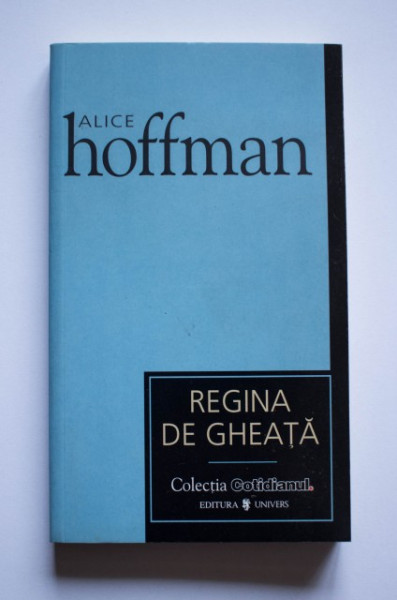 ALICE
hoffman
REGINA
DE GHEAȚĂ
Colecția Cotidianul.
EDITURA UNIVERS